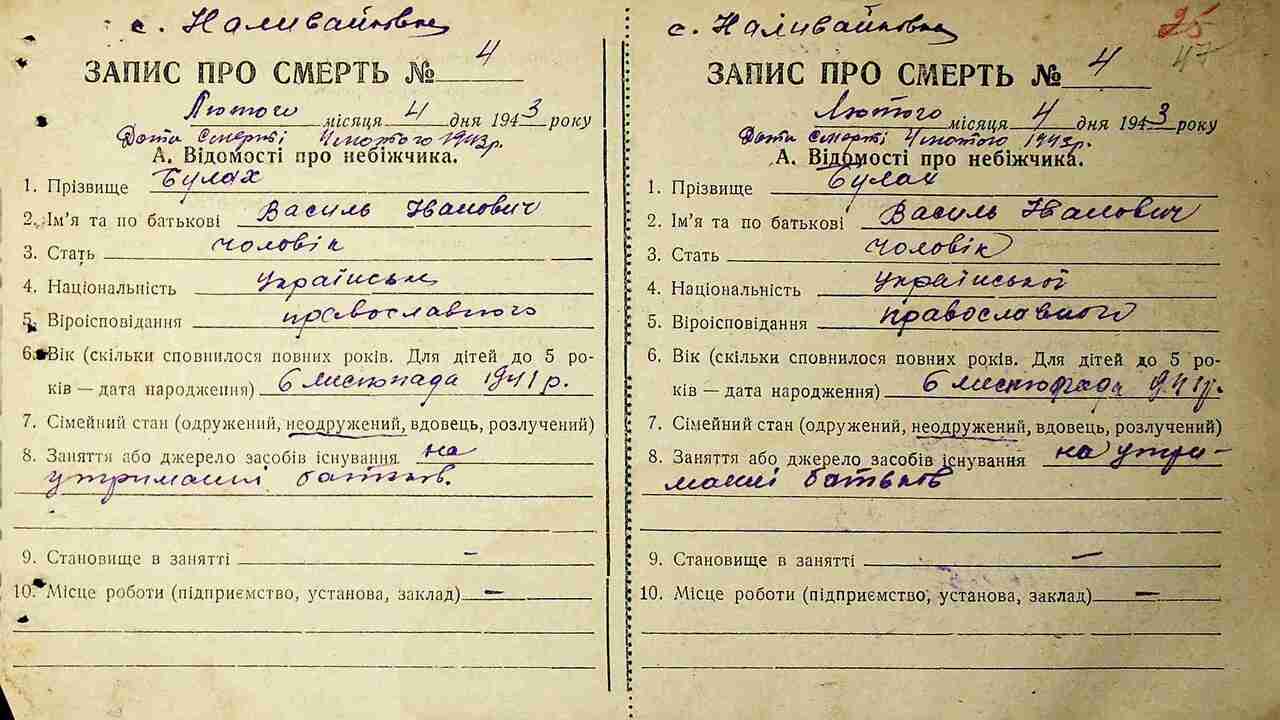 с. Наливайковка
ЗАПИС ПРО СМЕРТЬ № 4
Лютого місяця 4 дня 1943 року
Дата смерті 4 лютого 1943 р.
А. Відомості про небіжчика.
1. Прізвище Булах
2. Ім'я та по батькові Василь Іванович
3. Стать чоловік
4. Національність
5. Віроісповідання православного
6. Вік (скільки сповнилося повних років. Для дітей до 5 ро-
ків — дата народження) 6 листопада 1941 р.
7. Сімейний стан (одружений, неодружений, вдовець, розлучений)
8. Заняття або джерело засобів існування на
утриманні батьків.
9. Становище в занятті –
10. Місце роботи (підприємство, установа, заклад) –
25
47
с. Наливайковка
ЗАПИС ПРО СМЕРТЬ № 4
Лютого місяця 4 дня 1943 року
Дата смерті 4 лютого 1943 р.
А. Відомості про небіжчика.
1. Прізвище Булах
2. Ім'я та по батькові Василь Іванович
3. Стать чоловік
4. Національність української
5. Віроісповідання православного
6. Вік (скільки сповнилося повних років. Для дітей до 5 ро-
ків — дата народження) 6 листопада 941 р.
7. Сімейний стан (одружений, неодружений, вдовець, розлучений)
8. Заняття або джерело засобів існування на утри-
манні батьків
9. Становище в занятті –
10. Місце роботи (підприємство, установа, заклад) –